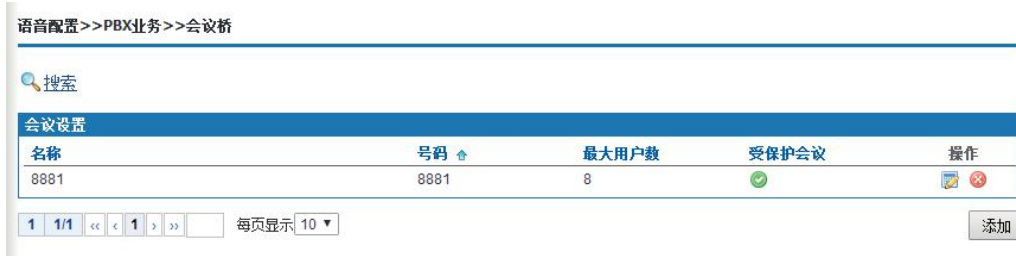 语音配置>>PBX业务>>会议桥
搜索
会议设置
名称 号码 最大用户数 受保护会议 操作
8881 8881 8
1 1/1 ‹‹ ‹ 1 › ›› 每页显示 10 ▼ 添加